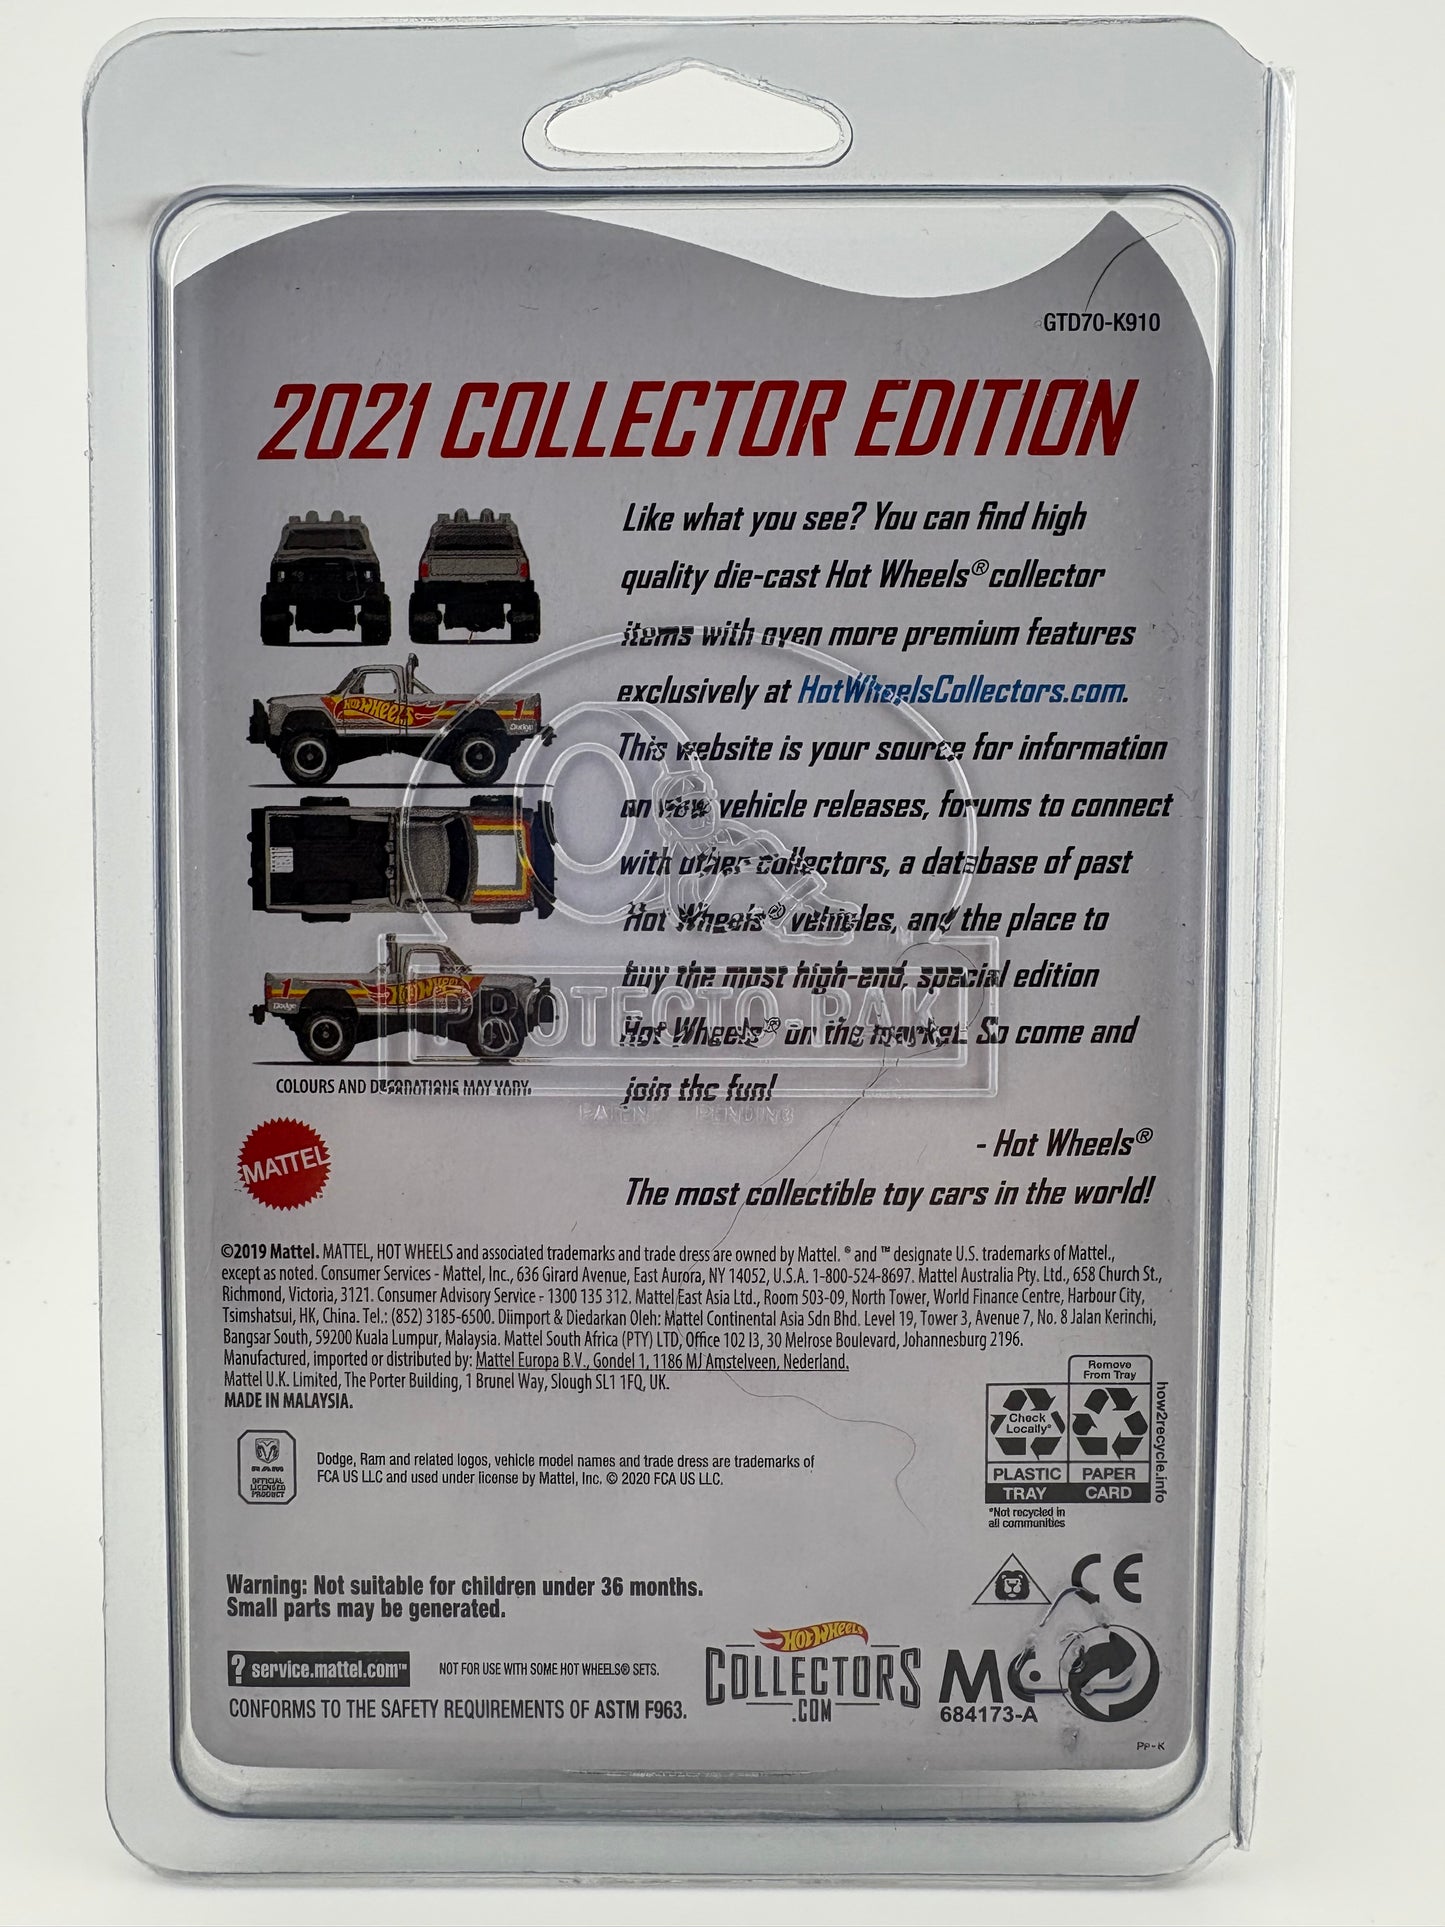 GTD70-K910
2021 COLLECTOR EDITION
Like what you see? You can find high
quality die-cast Hot Wheels® collector
items with even more premium features
exclusively at HotWheelsCollectors.com.
This website is your source for information
on new vehicle releases, forums to connect
with other collectors, a database of past
Hot Wheels® vehicles, and the place to
buy the most high-end, special edition
Hot Wheels® on the market. So come and
join the fun!
- Hot Wheels®
The most collectible toy cars in the world!
HOT WHEELS
1
Dodge
1
Dodge
HOT WHEELS
PROTECTO-PAK
PATENT PENDING
COLOURS AND DECORATIONS MAY VARY.
MATTEL
©2019 Mattel. MATTEL, HOT WHEELS and associated trademarks and trade dress are owned by Mattel. ® and ™ designate U.S. trademarks of Mattel.,
except as noted. Consumer Services - Mattel, Inc., 636 Girard Avenue, East Aurora, NY 14052, U.S.A. 1-800-524-8697. Mattel Australia Pty. Ltd., 658 Church St.,
Richmond, Victoria, 3121. Consumer Advisory Service - 1300 135 312. Mattel East Asia Ltd., Room 503-09, North Tower, World Finance Centre, Harbour City,
Tsimshatsui, HK, China. Tel.: (852) 3185-6500. Diimport & Diedarkan Oleh: Mattel Continental Asia Sdn Bhd. Level 19, Tower 3, Avenue 7, No. 8 Jalan Kerinchi,
Bangsar South, 59200 Kuala Lumpur, Malaysia. Mattel South Africa (PTY) LTD, Office 102 I3, 30 Melrose Boulevard, Johannesburg 2196.
Manufactured, imported or distributed by: Mattel Europa B.V., Gondel 1, 1186 MJ Amstelveen, Nederland.
Mattel U.K. Limited, The Porter Building, 1 Brunel Way, Slough SL1 1FQ, UK.
MADE IN MALAYSIA.
Remove
From Tray
Check
Locally*
PLASTIC
TRAY
PAPER
CARD
how2recycle.info
*Not recycled in
all communities
OFFICIAL
LICENSED
PRODUCT
Dodge, Ram and related logos, vehicle model names and trade dress are trademarks of
FCA US LLC and used under license by Mattel, Inc. © 2020 FCA US LLC.
Warning: Not suitable for children under 36 months.
Small parts may be generated.
CE
? service.mattel.com™
NOT FOR USE WITH SOME HOT WHEELS® SETS.
CONFORMS TO THE SAFETY REQUIREMENTS OF ASTM F963.
HOT WHEELS
COLLECTORS
.COM
684173-A
PP-K